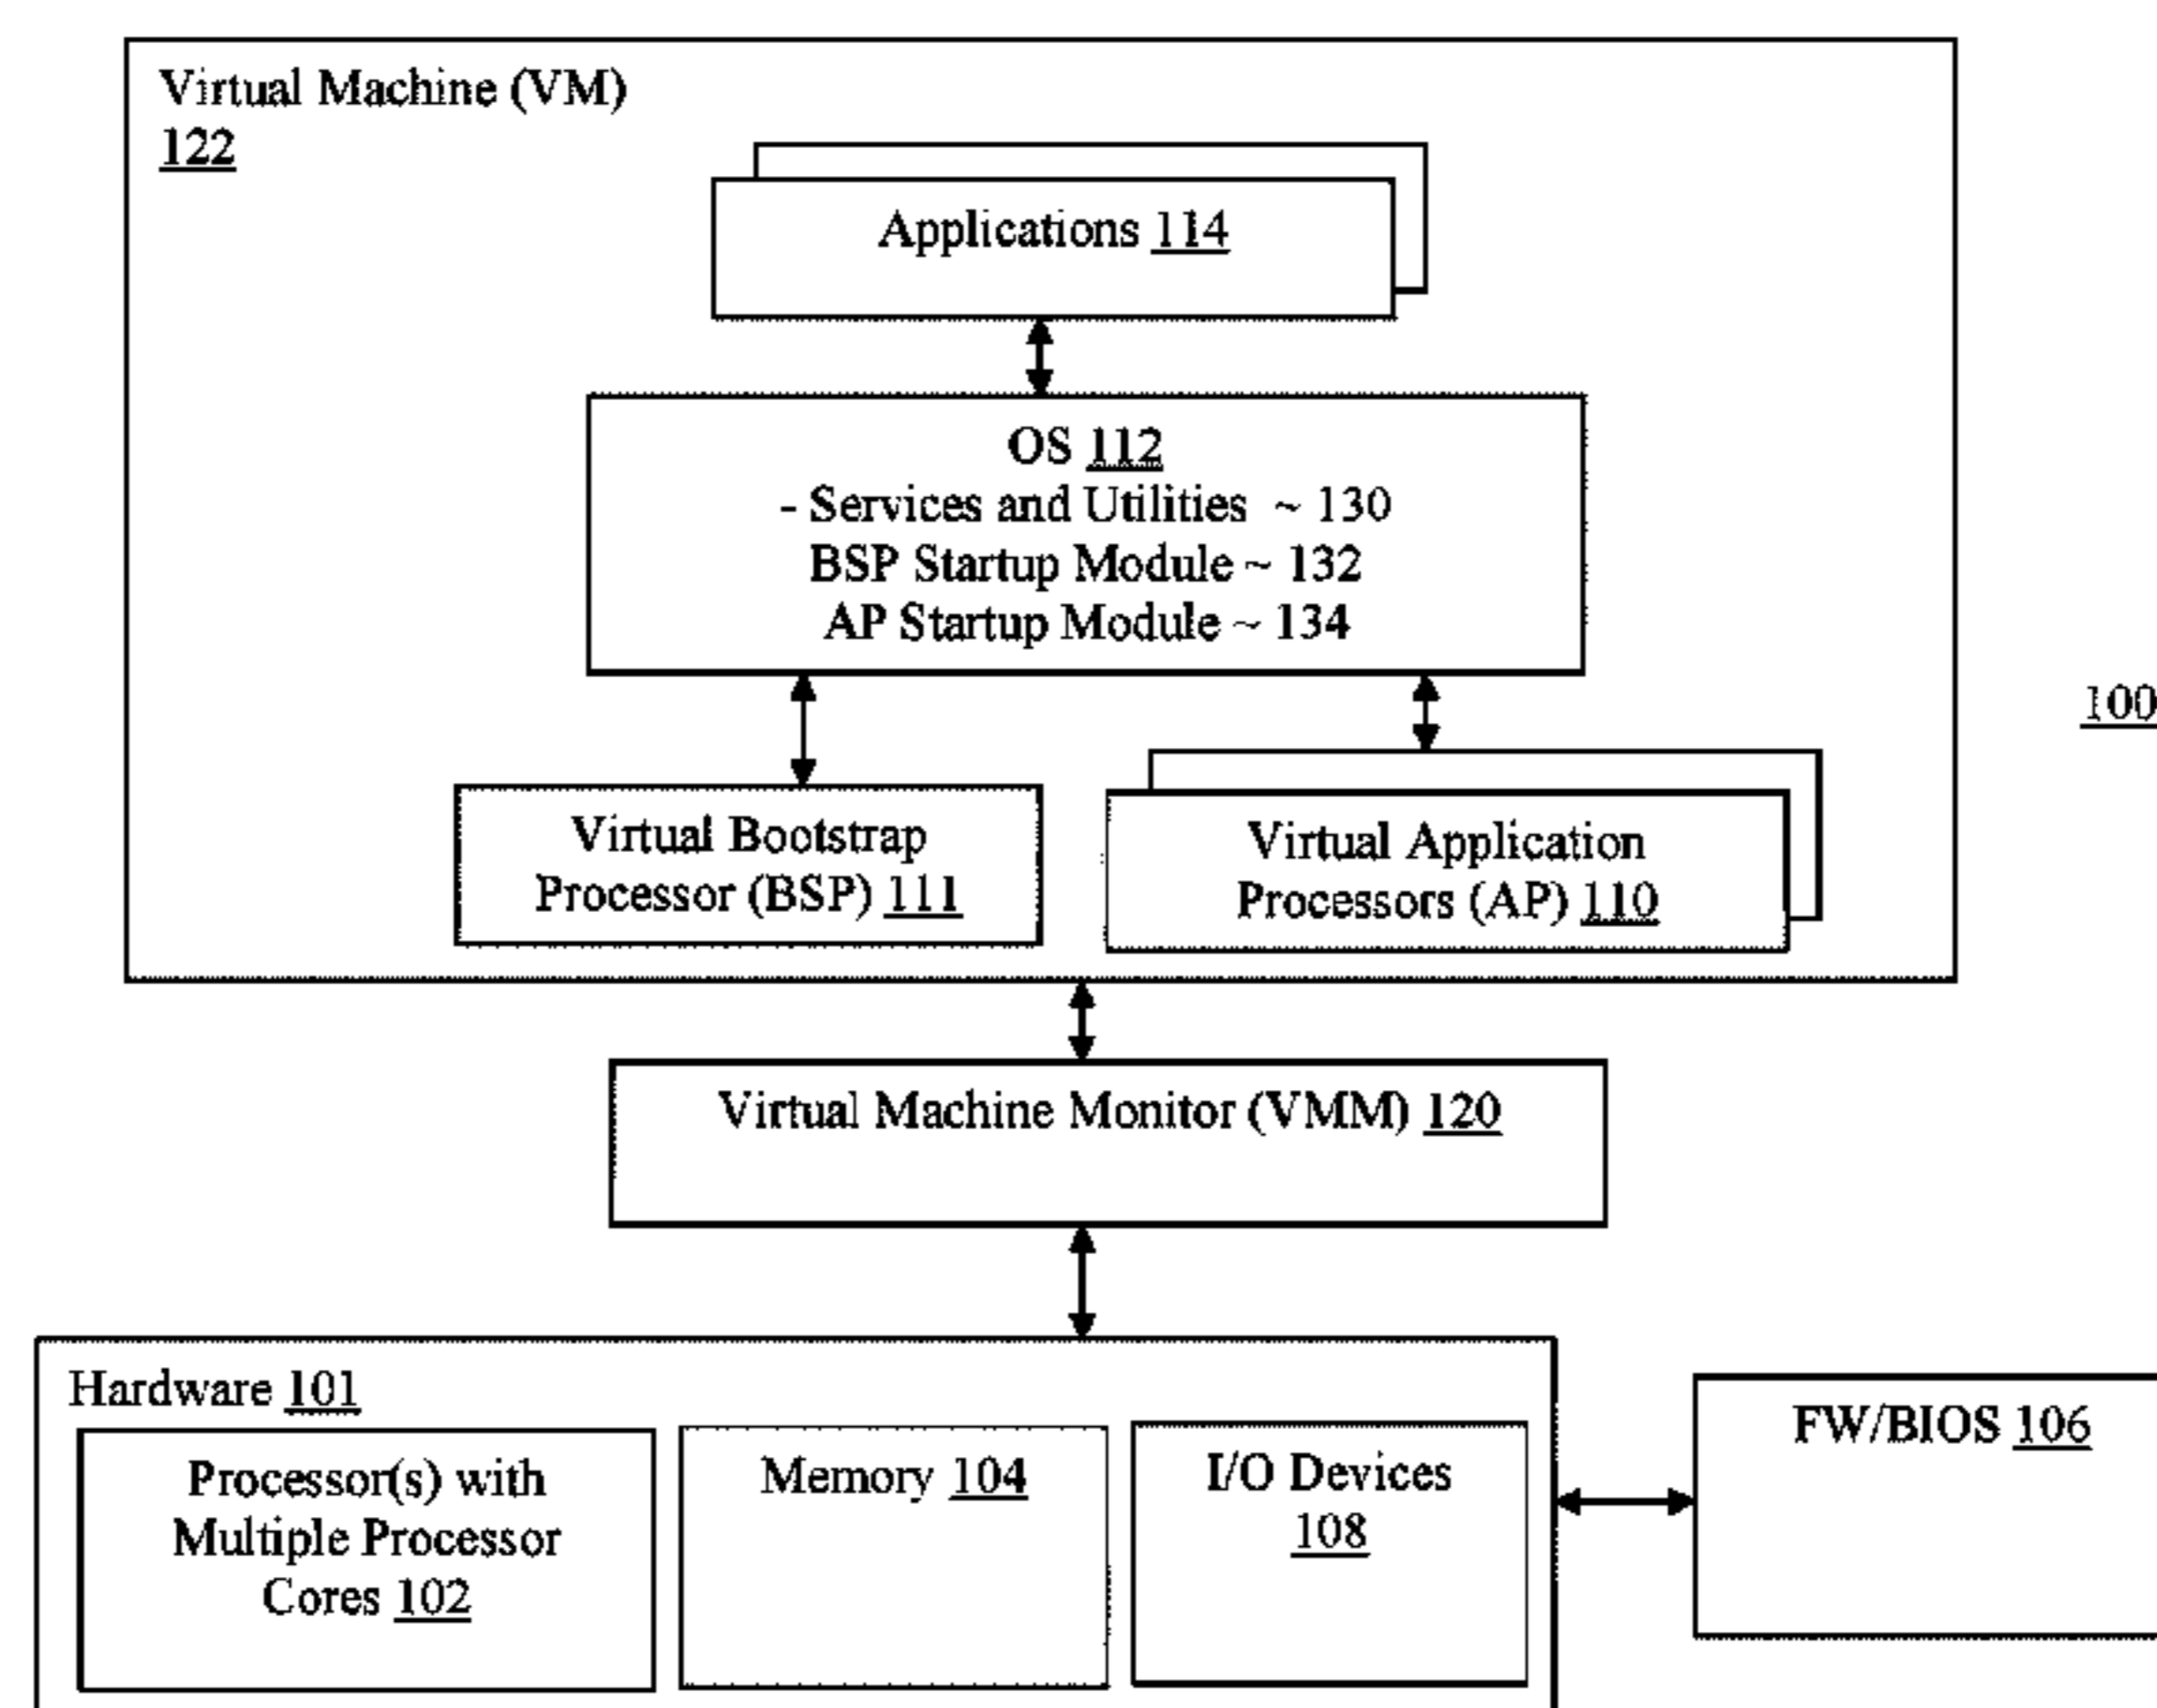 Virtual Machine (VM)
122
Applications 114
OS 112
- Services and Utilities ~ 130
BSP Startup Module ~ 132
AP Startup Module ~ 134
100
Virtual Bootstrap
Processor (BSP) 111
Virtual Application
Processors (AP) 110
Virtual Machine Monitor (VMM) 120
Hardware 101
Processor(s) with
Multiple Processor
Cores 102
Memory 104
I/O Devices
108
FW/BIOS 106